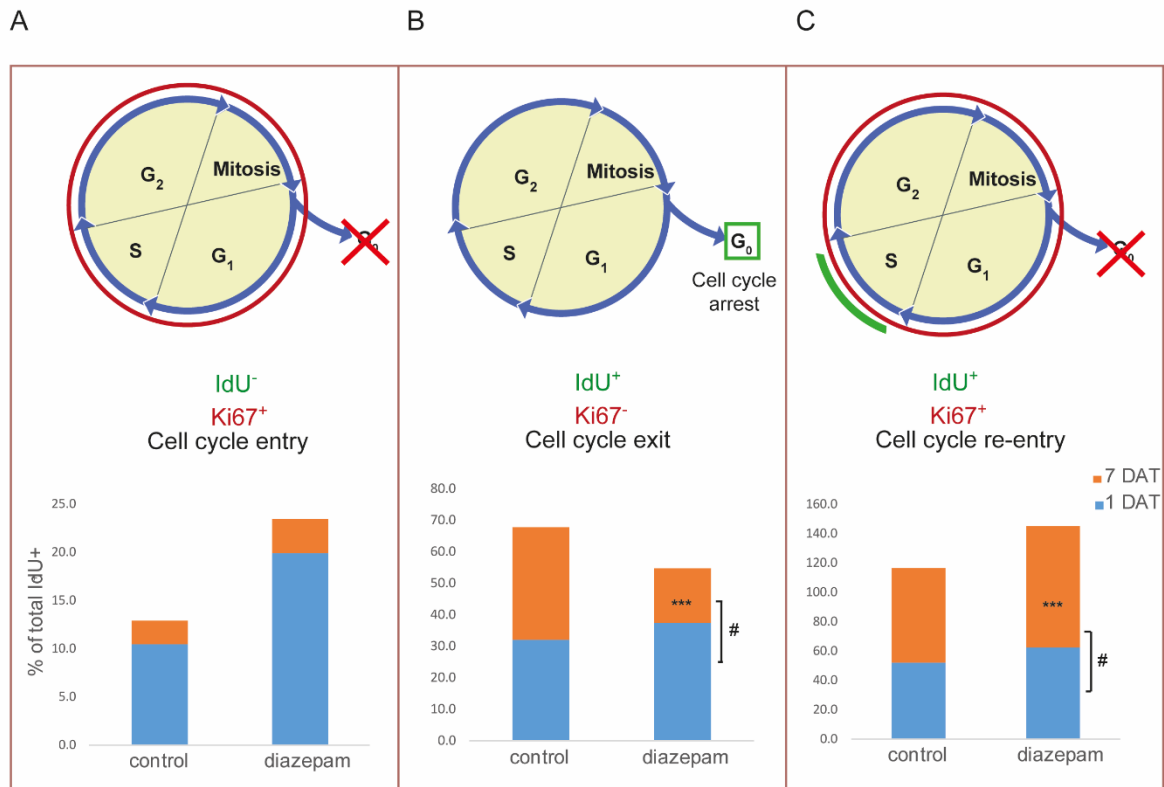 A
B
C
G2
Mitosis
S
G1
G2
Mitosis
S
G1
G0
Cell cycle
arrest
G2
Mitosis
S
G1
IdU-
Ki67+
Cell cycle entry
IdU+
Ki67-
Cell cycle exit
IdU+
Ki67+
Cell cycle re-entry
% of total IdU+
25.0
20.0
15.0
10.0
5.0
0.0
control
diazepam
80.0
70.0
60.0
50.0
40.0
30.0
20.0
10.0
0.0
***
#
control
diazepam
7 DAT
1 DAT
160.0
140.0
120.0
100.0
80.0
60.0
40.0
20.0
0.0
***
#
control
diazepam